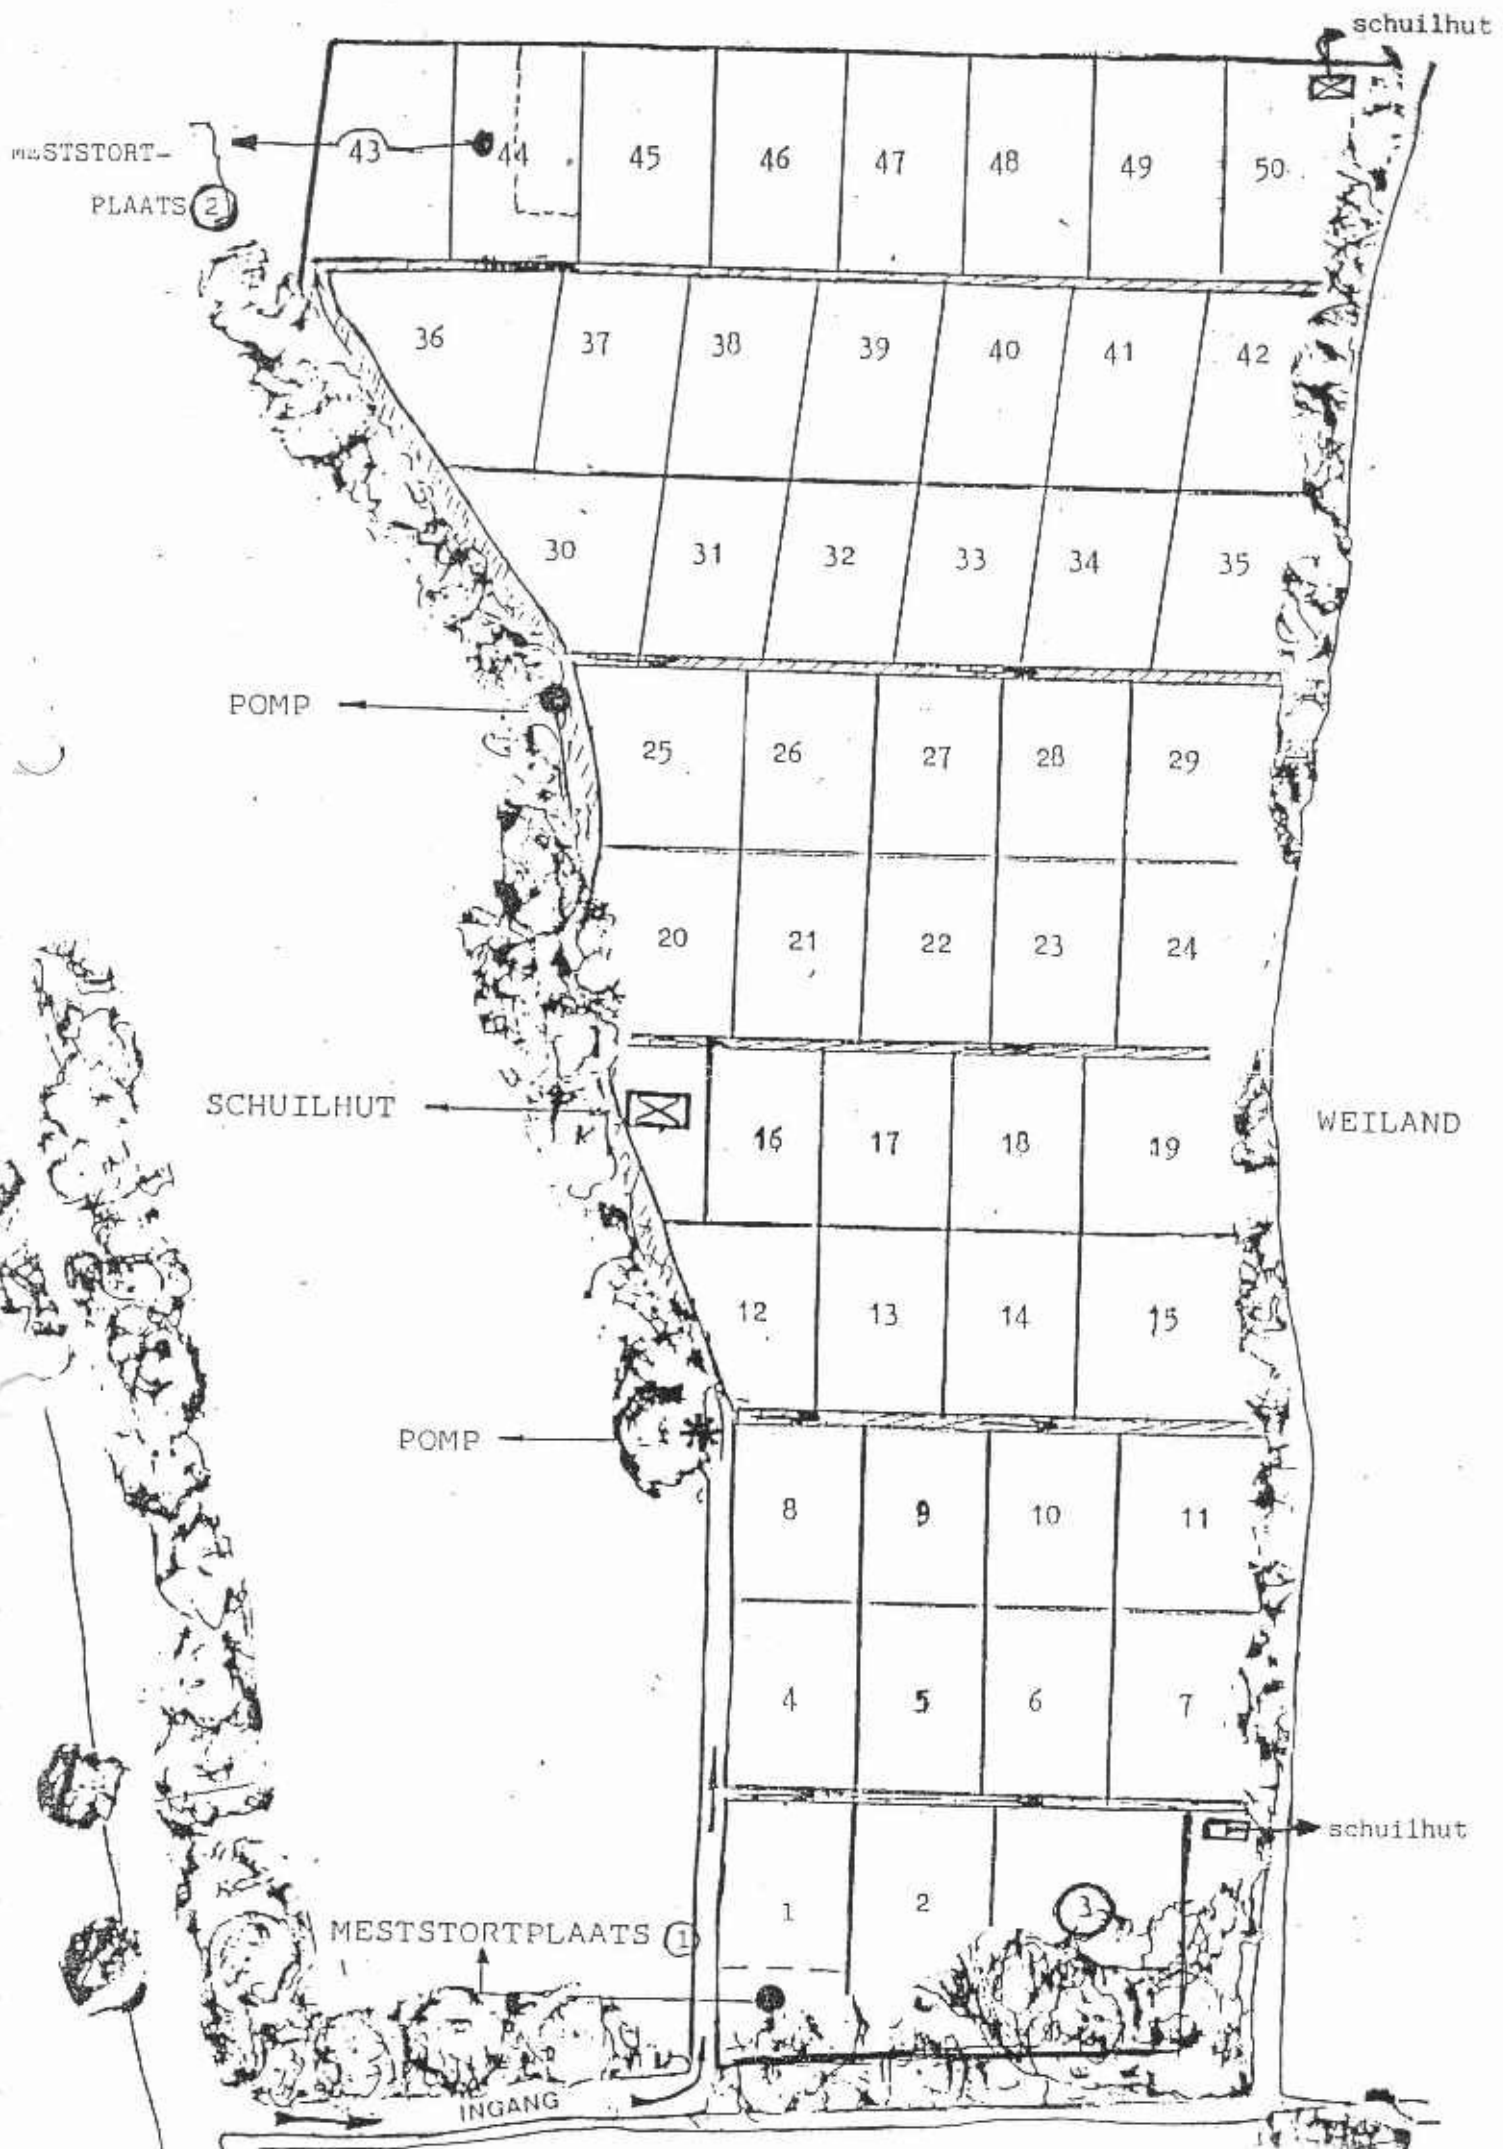 schuilhut
MESTSTORT-
PLAATS 2
43 44 45 46 47 48 49 50
36 37 38 39 40 41 42
30 31 32 33 34 35
POMP
25 26 27 28 29
20 21 22 23 24
SCHUILHUT
WEILAND
16 17 18 19
12 13 14 15
POMP
8 9 10 11
4 5 6 7
schuilhut
1 2 3
MESTSTORTPLAATS 1
INGANG